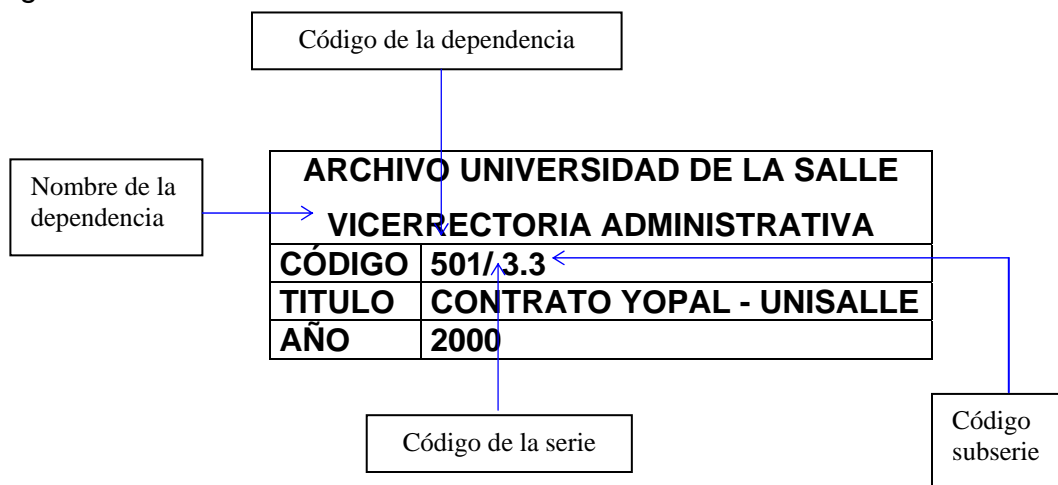 Código de la dependencia
Nombre de la
dependencia
ARCHIVO UNIVERSIDAD DE LA SALLE
VICERRECTORIA ADMINISTRATIVA
CÓDIGO 501/ 3.3
TITULO CONTRATO YOPAL - UNISALLE
AÑO 2000
Código de la serie
Código
subserie